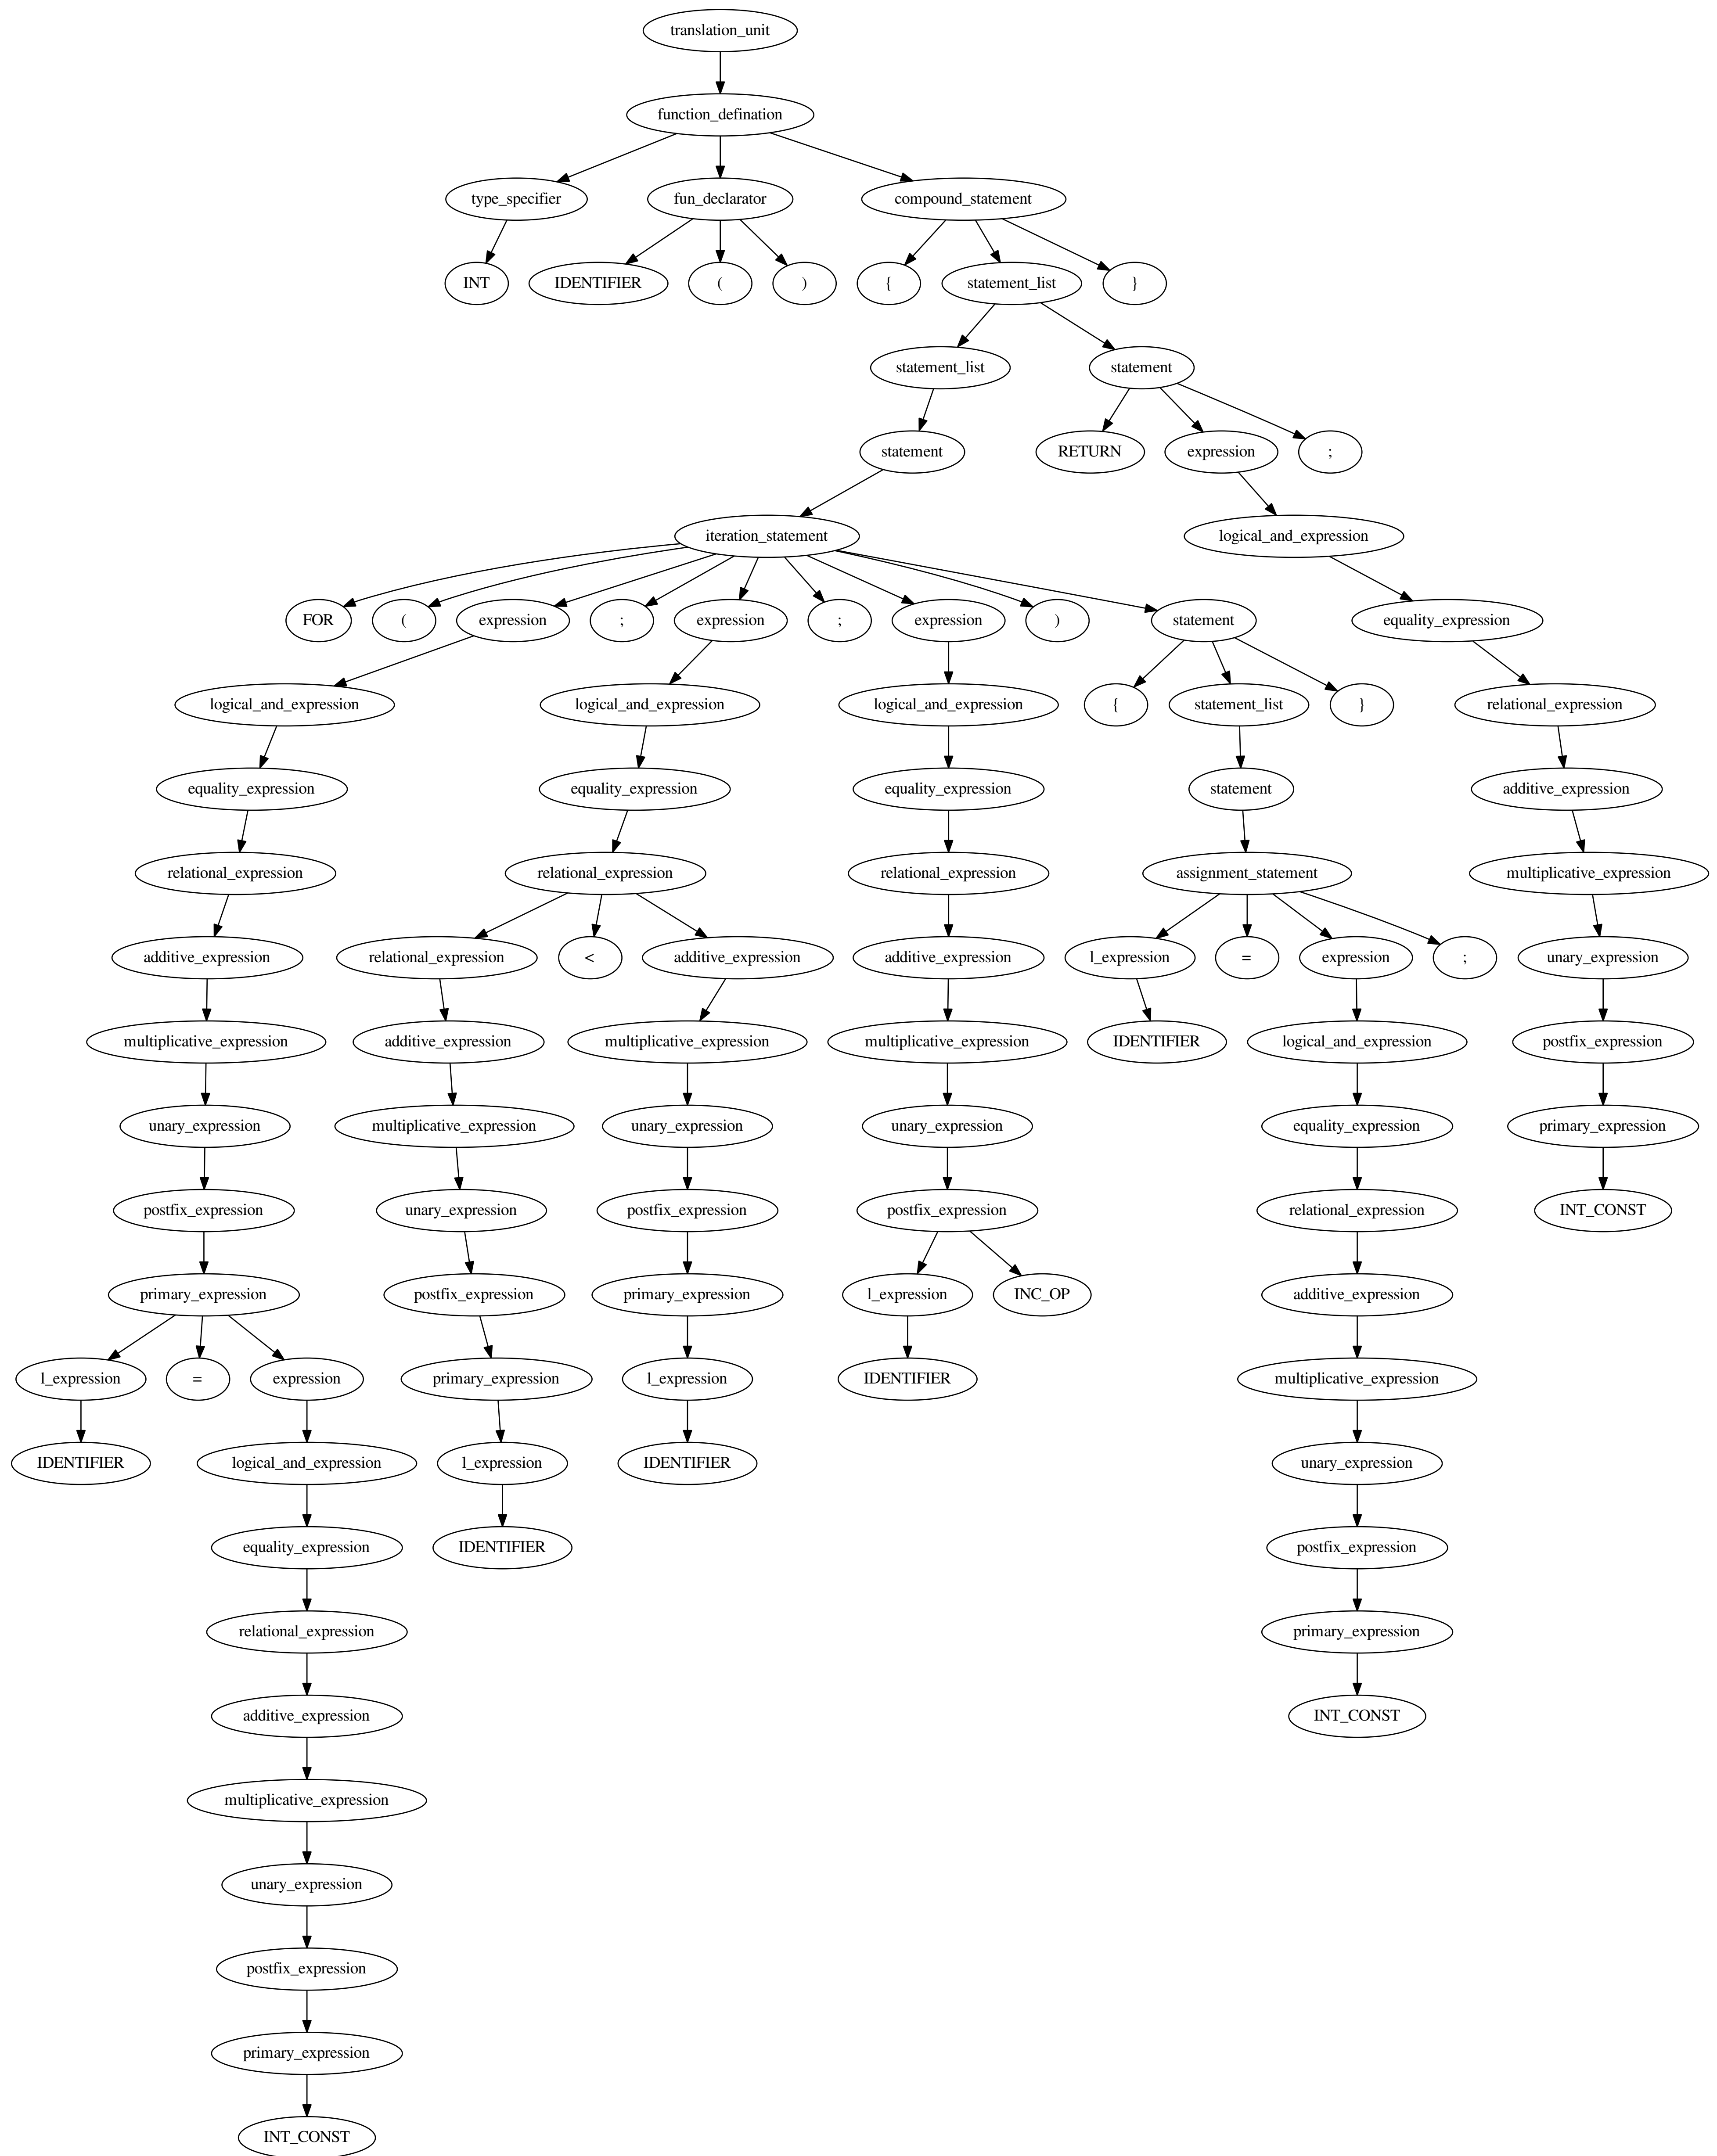 translation_unit
function_defination
type_specifier fun_declarator compound_statement
INT IDENTIFIER ( ) { statement_list }
statement_list statement
statement RETURN expression ;
iteration_statement logical_and_expression
FOR ( expression ; expression ; expression ) statement equality_expression
logical_and_expression logical_and_expression logical_and_expression { statement_list } relational_expression
equality_expression equality_expression equality_expression statement additive_expression
relational_expression relational_expression relational_expression assignment_statement multiplicative_expression
additive_expression relational_expression < additive_expression additive_expression l_expression = expression ; unary_expression
multiplicative_expression additive_expression multiplicative_expression multiplicative_expression IDENTIFIER logical_and_expression postfix_expression
unary_expression multiplicative_expression unary_expression unary_expression equality_expression primary_expression
postfix_expression unary_expression postfix_expression postfix_expression relational_expression INT_CONST
primary_expression postfix_expression primary_expression l_expression INC_OP additive_expression
l_expression = expression primary_expression l_expression IDENTIFIER multiplicative_expression
IDENTIFIER logical_and_expression l_expression IDENTIFIER unary_expression
equality_expression IDENTIFIER postfix_expression
relational_expression primary_expression
additive_expression INT_CONST
multiplicative_expression
unary_expression
postfix_expression
primary_expression
INT_CONST